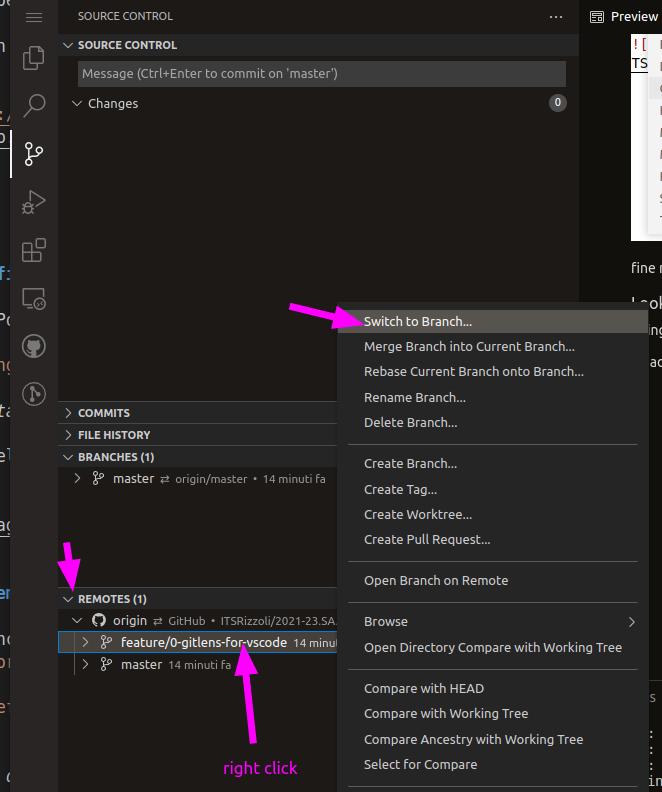 SOURCE CONTROL
...
Preview
SOURCE CONTROL
Message (Ctrl+Enter to commit on 'master')
Changes
0
![
TS
fine
Switch to Branch...
Merge Branch into Current Branch...
Rebase Current Branch onto Branch...
Rename Branch...
Delete Branch...
Create Branch...
Create Tag...
Create Worktree...
Create Pull Request...
Open Branch on Remote
Browse
Open Directory Compare with Working Tree
Compare with HEAD
Compare with Working Tree
Compare Ancestry with Working Tree
Select for Compare
COMMITS
FILE HISTORY
BRANCHES (1)
master ⇄ origin/master • 14 minuti fa
REMOTES (1)
origin ⇄ GitHub • ITSRizzoli/2021-23.SA.
feature/0-gitlens-for-vscode 14 minu
master 14 minuti fa
right click